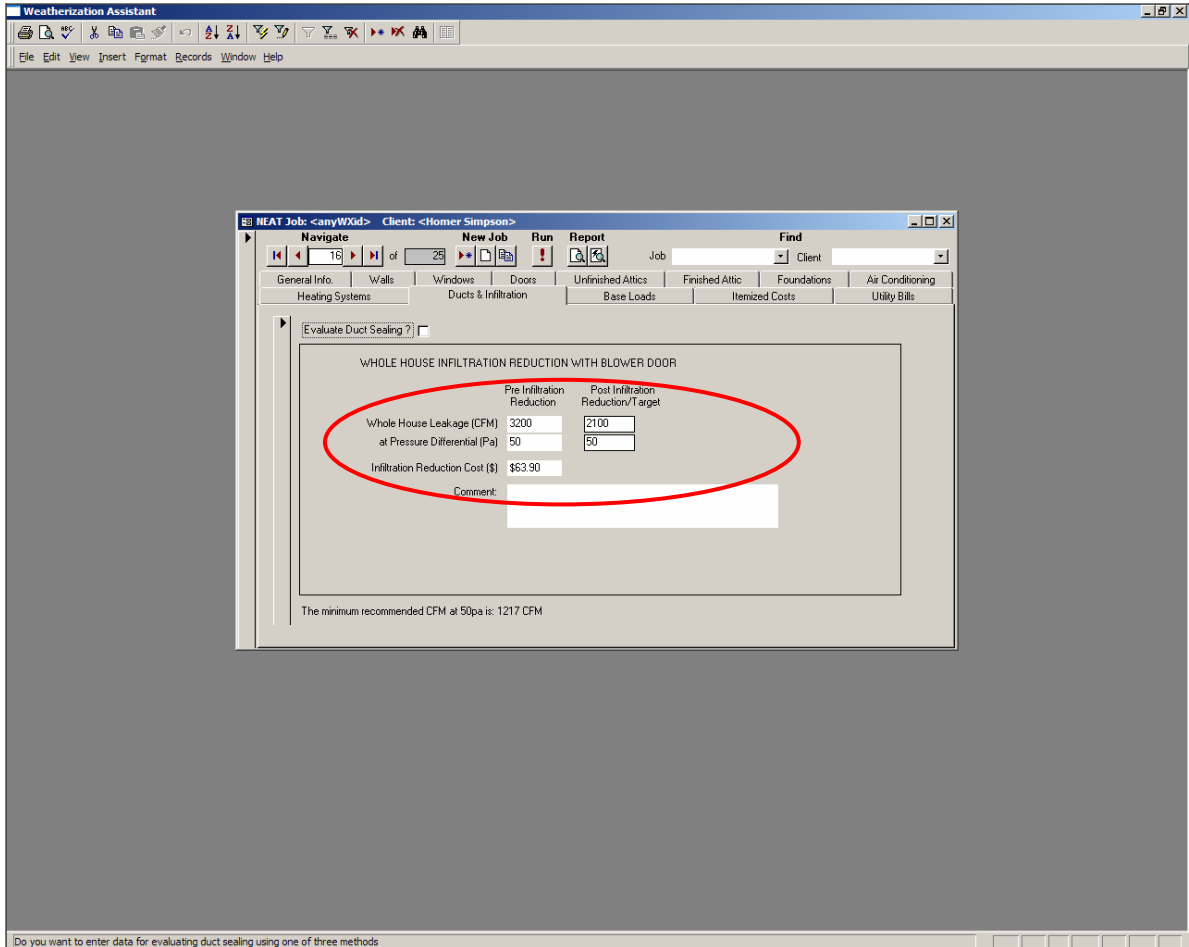 Weatherization Assistant
File Edit View Insert Format Records Window Help
NEAT Job: <anyWXid> Client: <Homer Simpson>
Navigate New Job Run Report Find
16 of 25 Job Client
General Info. Walls Windows Doors Unfinished Attics Finished Attic Foundations Air Conditioning
Heating Systems Ducts & Infiltration Base Loads Itemized Costs Utility Bills
Evaluate Duct Sealing ?
WHOLE HOUSE INFILTRATION REDUCTION WITH BLOWER DOOR
Pre Infiltration Post Infiltration
Reduction Reduction/Target
Whole House Leakage (CFM) 3200 2100
at Pressure Differential (Pa) 50 50
Infiltration Reduction Cost ($) $63.90
Comment:
The minimum recommended CFM at 50pa is: 1217 CFM
Do you want to enter data for evaluating duct sealing using one of three methods